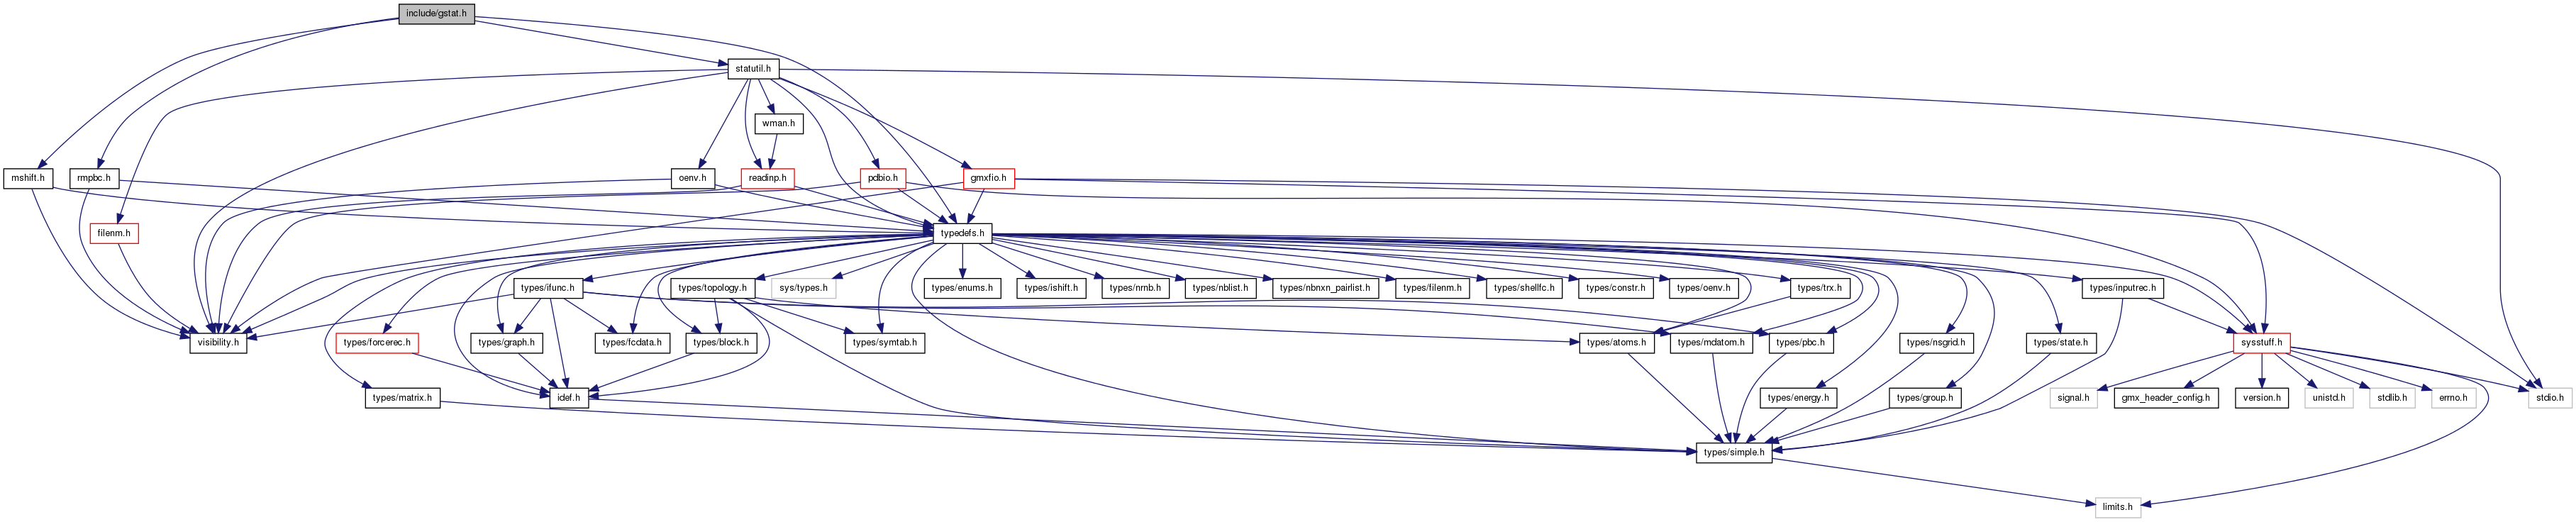 include/gstat.h
statutil.h
wman.h
mshift.h
rmpbc.h
oenv.h
readinp.h
pdbio.h
gmxfio.h
filenm.h
typedefs.h
types/ifunc.h
types/topology.h
sys/types.h
types/enums.h
types/ishift.h
types/nrnb.h
types/nblist.h
types/nbnxn_pairlist.h
types/filenm.h
types/shellfc.h
types/constr.h
types/oenv.h
types/trx.h
types/inputrec.h
visibility.h
types/forcerec.h
types/graph.h
types/fcdata.h
types/block.h
types/symtab.h
types/atoms.h
types/mdatom.h
types/pbc.h
types/nsgrid.h
types/state.h
sysstuff.h
types/matrix.h
idef.h
types/energy.h
types/group.h
signal.h
gmx_header_config.h
version.h
unistd.h
stdlib.h
errno.h
stdio.h
types/simple.h
limits.h